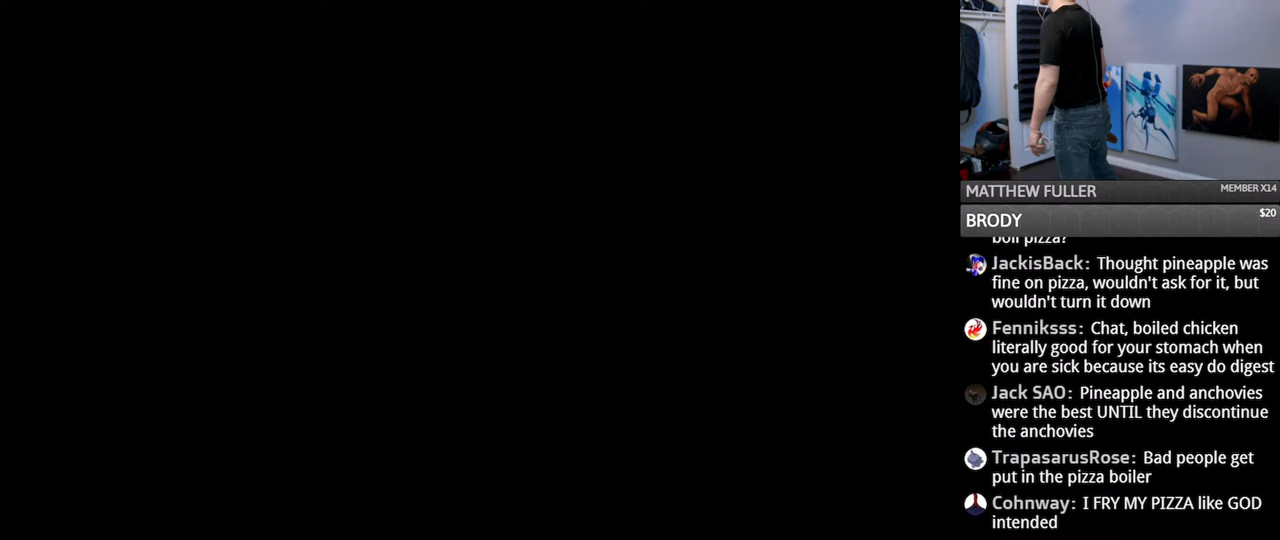 MATTHEW FULLER MEMBER X14
BRODY $20
boil pizza?
JackisBack: Thought pineapple was
fine on pizza, wouldn't ask for it, but
wouldn't turn it down
Fenniksss: Chat, boiled chicken
literally good for your stomach when
you are sick because its easy do digest
Jack SAO: Pineapple and anchovies
were the best UNTIL they discontinue
the anchovies
TrapasarusRose: Bad people get
put in the pizza boiler
Cohnway: I FRY MY PIZZA like GOD
intended